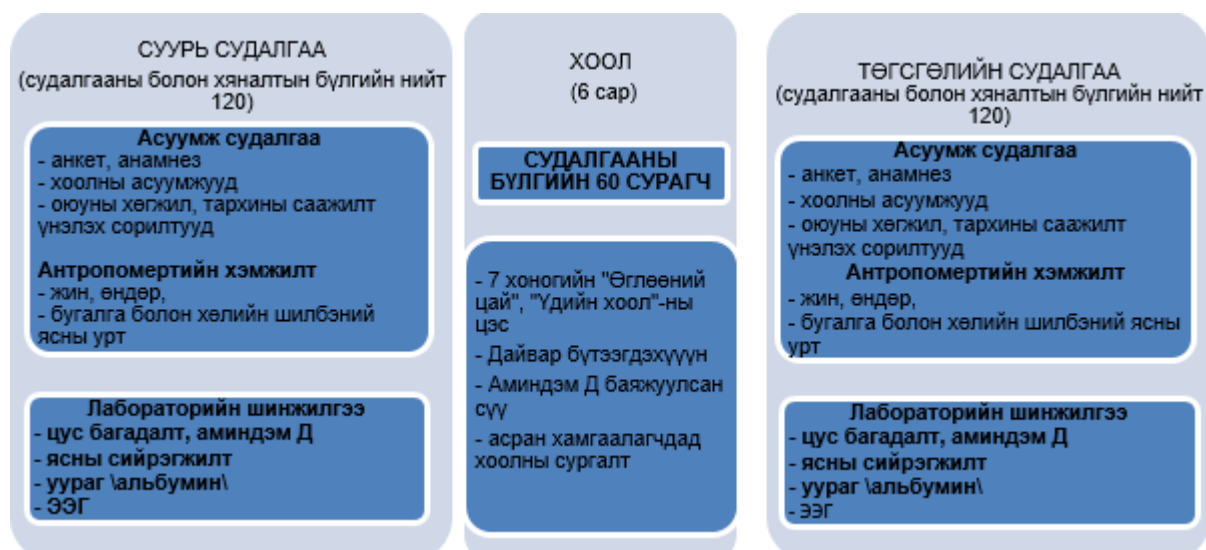 СУУРЬ СУДАЛГАА
(судалгааны болон хяналтын бүлгийн нийт
120)
Асуумж судалгаа
- анкет, анамнез
- хоолны асуумжууд
- оюуны хөгжил, тархины саажилт
үнэлэх сорилтууд
Антропомертийн хэмжилт
- жин, өндөр,
- бугалга болон хөлийн шилбэний
ясны урт
Лабораторийн шинжилгээ
- цус багадалт, аминдэм Д
- ясны сийрэгжилт
- уураг \альбумин\
- ЭЭГ
ХООЛ
(6 сар)
СУДАЛГААНЫ
БҮЛГИЙН 60 СУРАГЧ
- 7 хоногийн "Өглөөний
цай", "Үдийн хоол"-ны
цэс
- Дайвар бүтээгдэхүүүн
- Аминдэм Д баяжуулсан
сүү
- асран хамгаалагчдад
хоолны сургалт
ТӨГСГӨЛИЙН СУДАЛГАА
(судалгааны болон хяналтын бүлгийн нийт
120)
Асуумж судалгаа
- анкет, анамнез
- хоолны асуумжууд
- оюуны хөгжил, тархины саажилт
үнэлэх сорилтууд
Антропомертийн хэмжилт
- жин, өндөр,
- бугалга болон хөлийн шилбэний ясны
урт
Лабораторийн шинжилгээ
- цус багадалт, аминдэм Д
- ясны сийрэгжилт
- уураг \альбумин\
- ЭЭГ